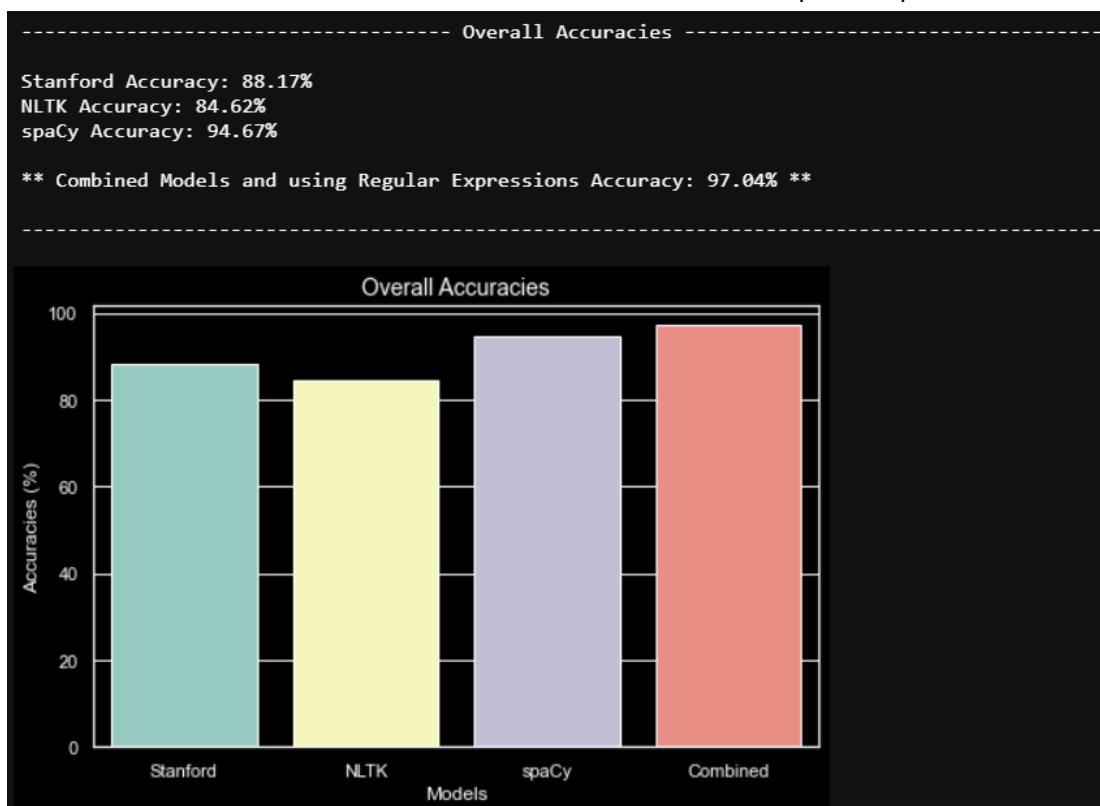 ------------------------------------- Overall Accuracies ------------------------------------
Stanford Accuracy: 88.17%
NLTK Accuracy: 84.62%
spaCy Accuracy: 94.67%
** Combined Models and using Regular Expressions Accuracy: 97.04% **
---------------------------------------------------------------------------------------------
Overall Accuracies
100
80
60
40
20
0
Accuracies (%)
Stanford NLTK spaCy Combined
Models